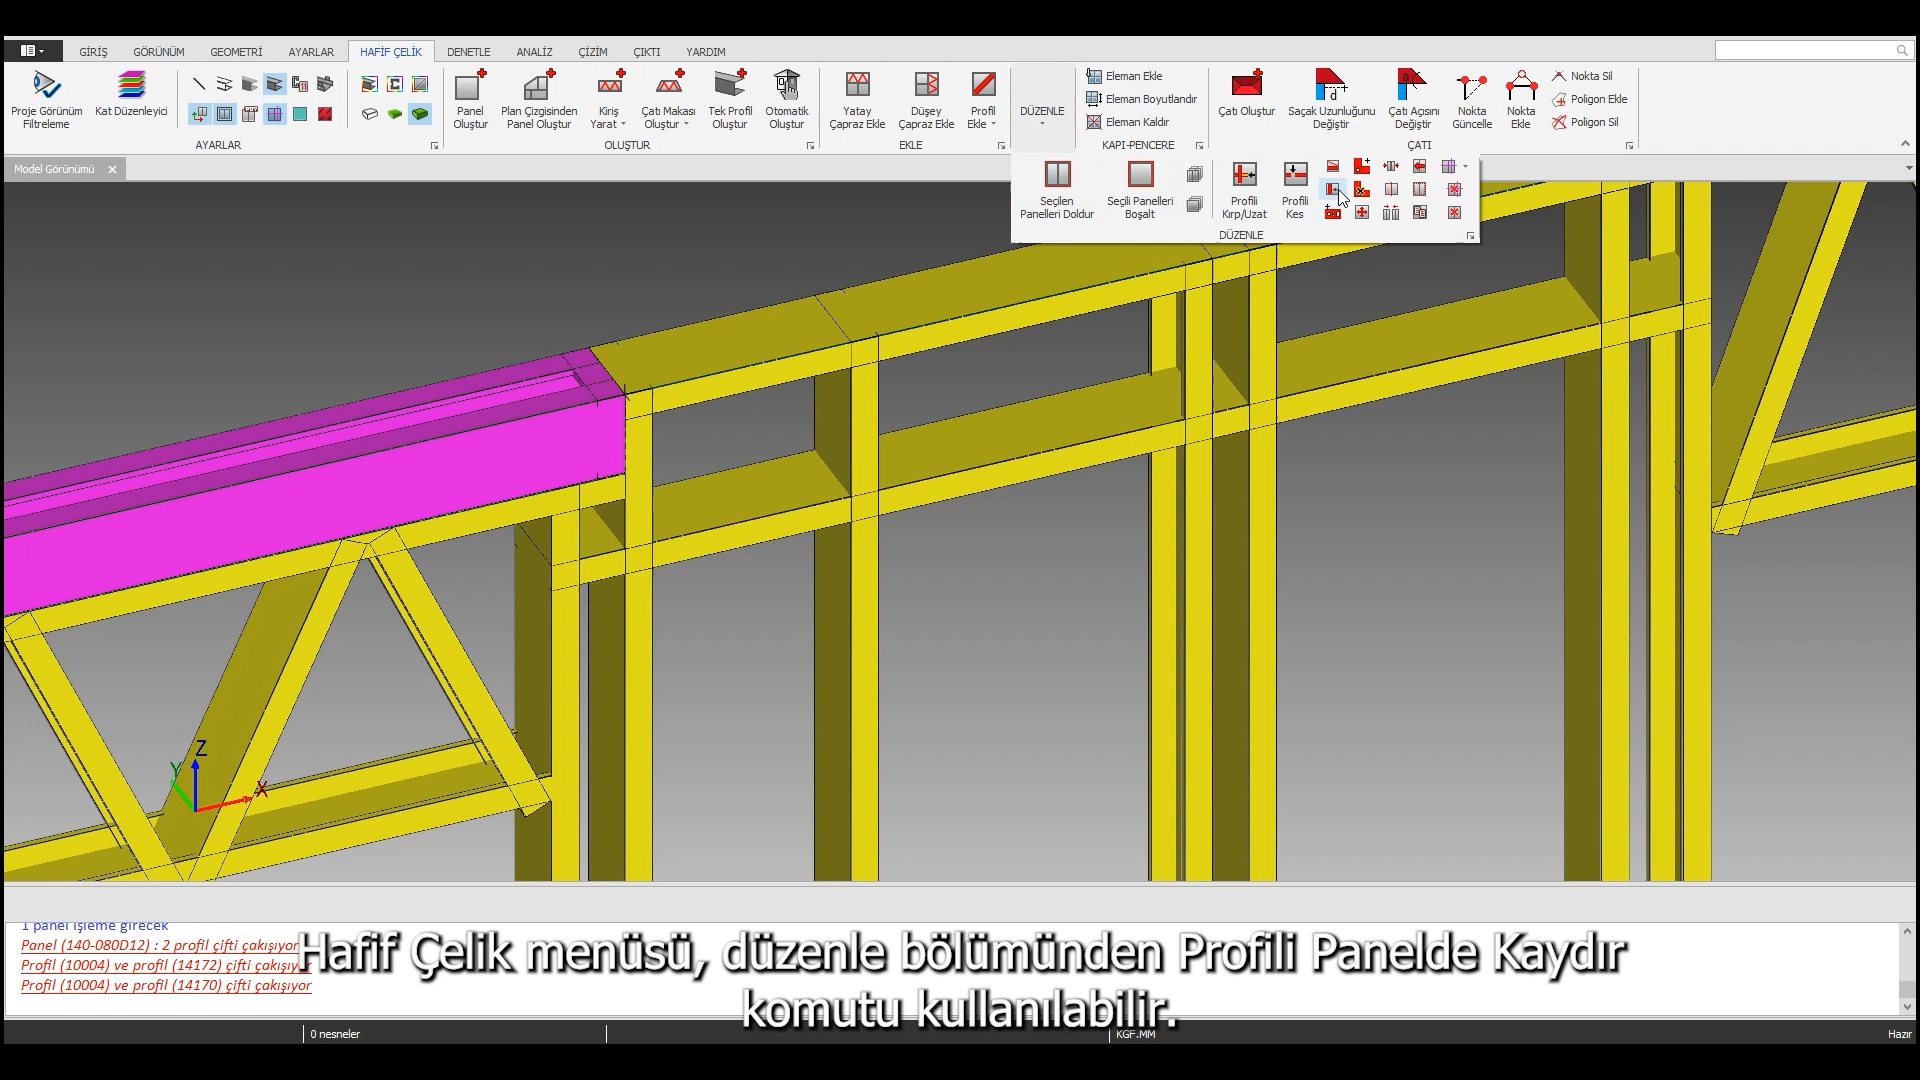 GİRİŞ GÖRÜNÜM GEOMETRİ AYARLAR HAFİF ÇELİK DENETLE ANALİZ ÇİZİM ÇIKTI YARDIM
Proje Görünüm Filtreleme
Kat Düzenleyici
AYARLAR
Panel Oluştur
Plan Çizgisinden Panel Oluştur
Kiriş Yarat
Çatı Makası Oluştur
Tek Profil Oluştur
Otomatik Oluştur
OLUŞTUR
Yatay Çapraz Ekle
Düşey Çapraz Ekle
Profil Ekle
EKLE
DÜZENLE
Eleman Ekle
Eleman Boyutlandır
Eleman Kaldır
KAPI-PENCERE
Çatı Oluştur
Saçak Uzunluğunu Değiştir
Çatı Açısını Değiştir
Nokta Güncelle
Nokta Ekle
Nokta Sil
Poligon Ekle
Poligon Sil
ÇATI
Model Görünümü
Seçilen Panelleri Doldur
Seçili Panelleri Boşalt
Profili Kırp/Uzat
Profili Kes
DÜZENLE
Z
Y
X
1 panel işleme girecek
Panel (140-080D12) : 2 profil çifti çakışıyor
Profil (10004) ve profil (14172) çifti çakışıyor
Profil (10004) ve profil (14170) çifti çakışıyor
Hafif Çelik menüsü, düzenle bölümünden Profili Panelde Kaydır
komutu kullanılabilir.
0 nesneler
KGF.MM
Hazır